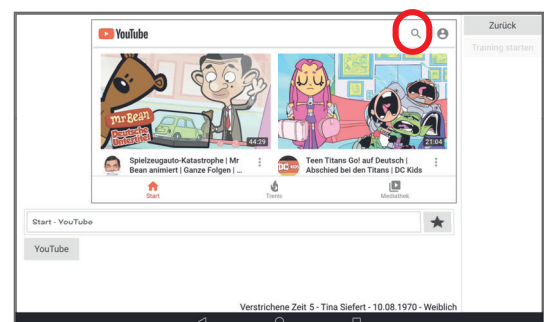 YouTube
Zurück
Training starten
Mr Bean
Deutsche
Untertitel
44:29
21:04
Spielzeugauto-Katastrophe | Mr
Bean animiert | Ganze Folgen | ...
DC KIDS
Teen Titans Go! auf Deutsch |
Abschied bei den Titans | DC Kids
Start
Trends
Mediathek
Start - YouTube
YouTube
Verstrichene Zeit 5 - Tina Siefert - 10.08.1970 - Weiblich